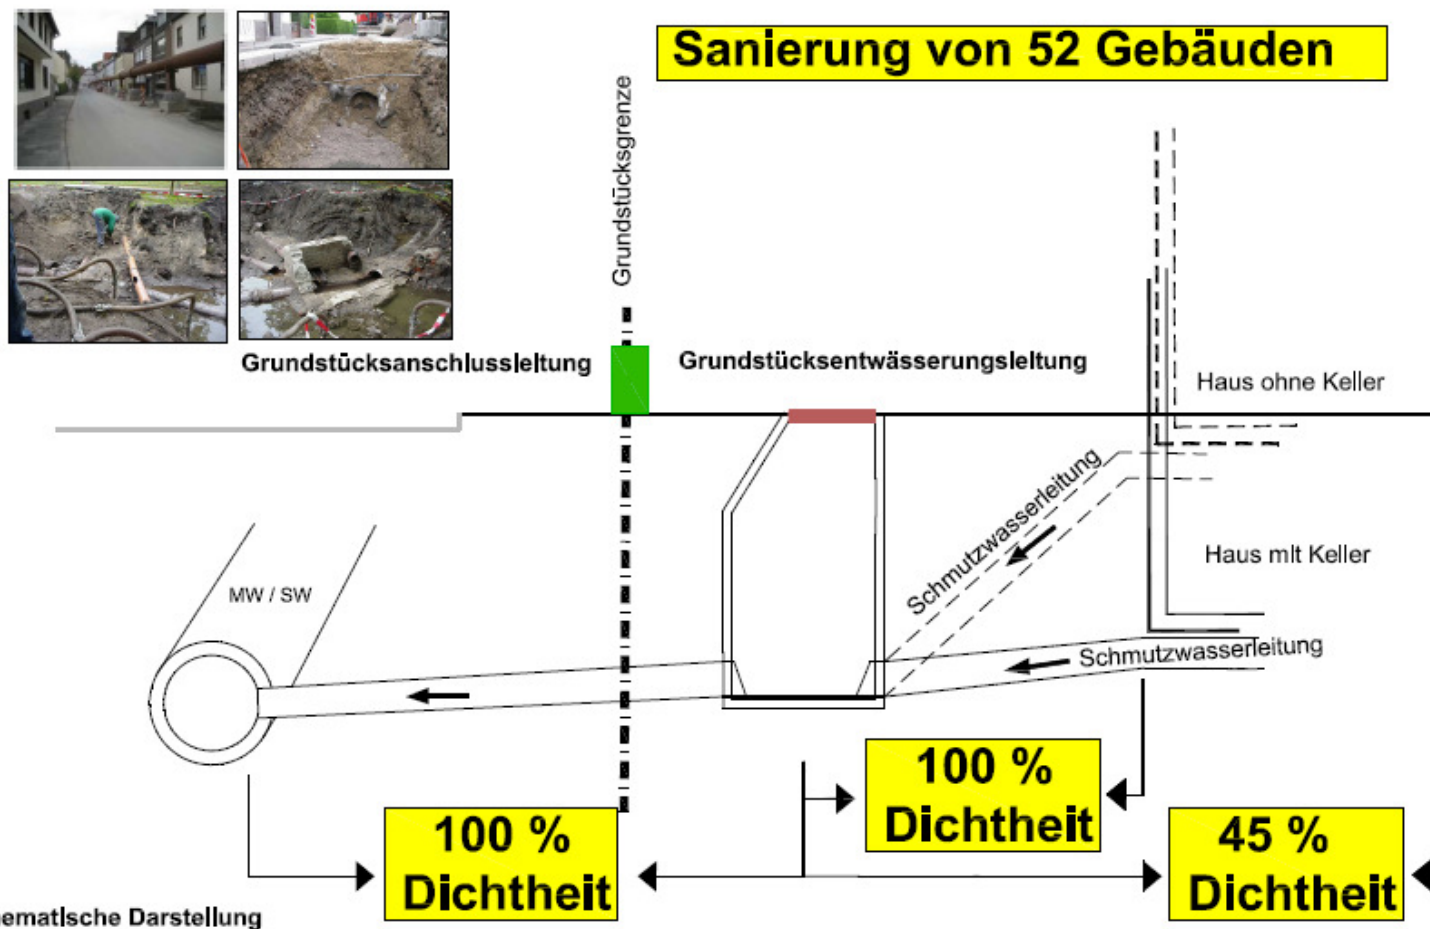 Sanierung von 52 Gebäuden
Grundstücksgrenze
Grundstücksanschlussleitung
Grundstücksentwässerungsleitung
Haus ohne Keller
Schmutzwasserleitung
Haus mit Keller
MW / SW
Schmutzwasserleitung
100 %
Dichtheit
100 %
Dichtheit
45 %
Dichtheit
hematische Darstellung